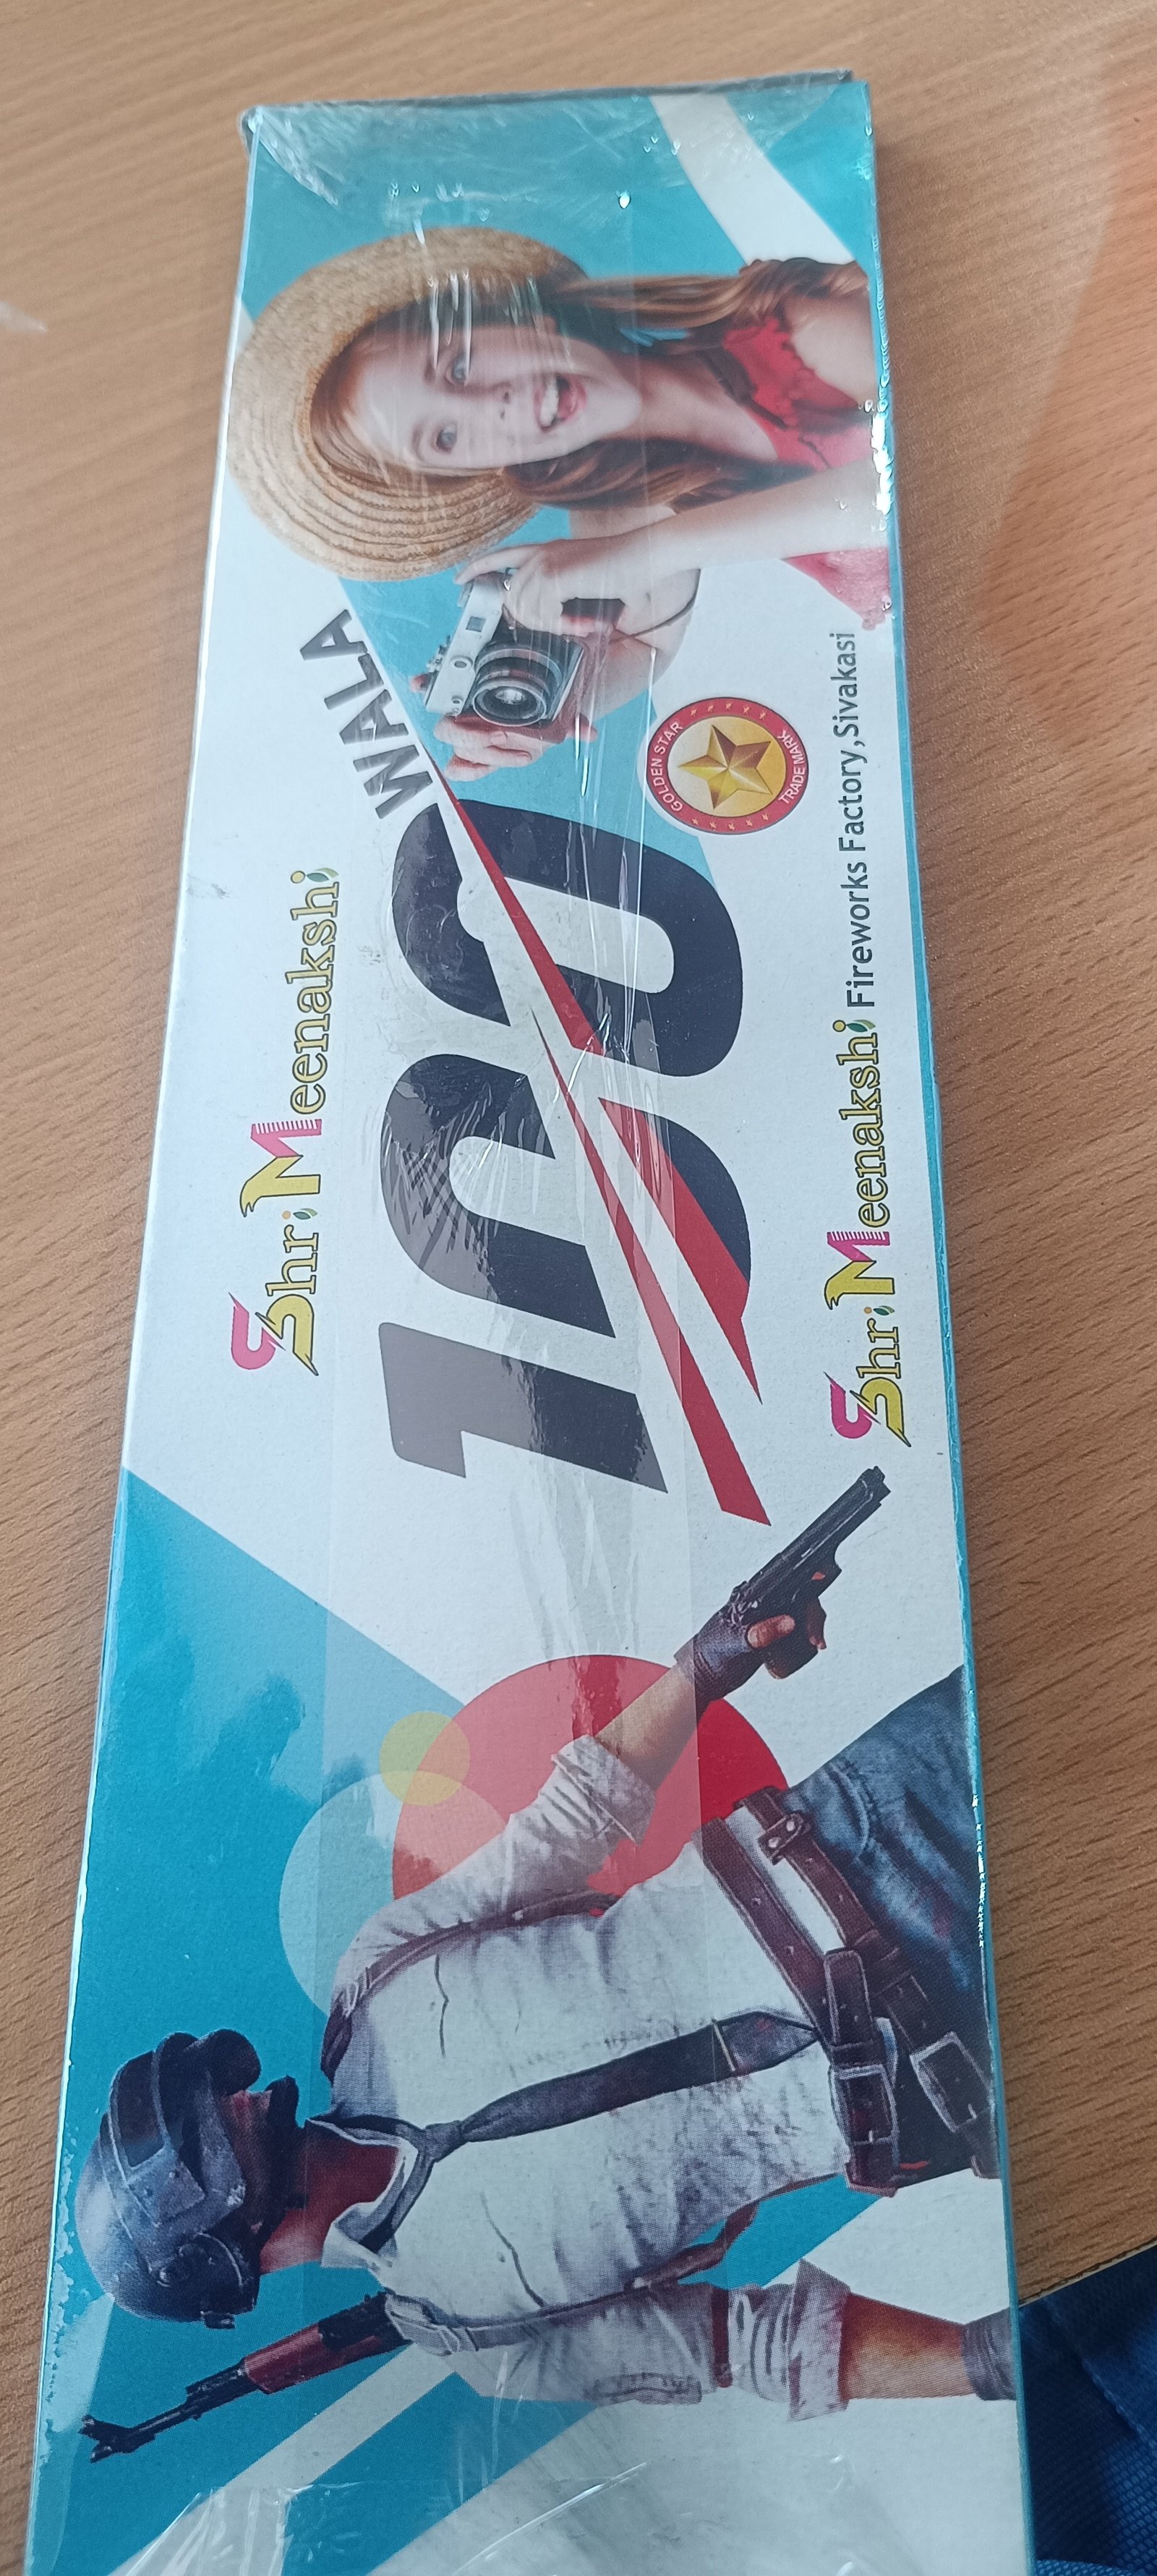 Shri Meenakshi
100 WALA
GOLDEN STAR
TRADE MARK
Shri Meenakshi Fireworks Factory,Sivakasi